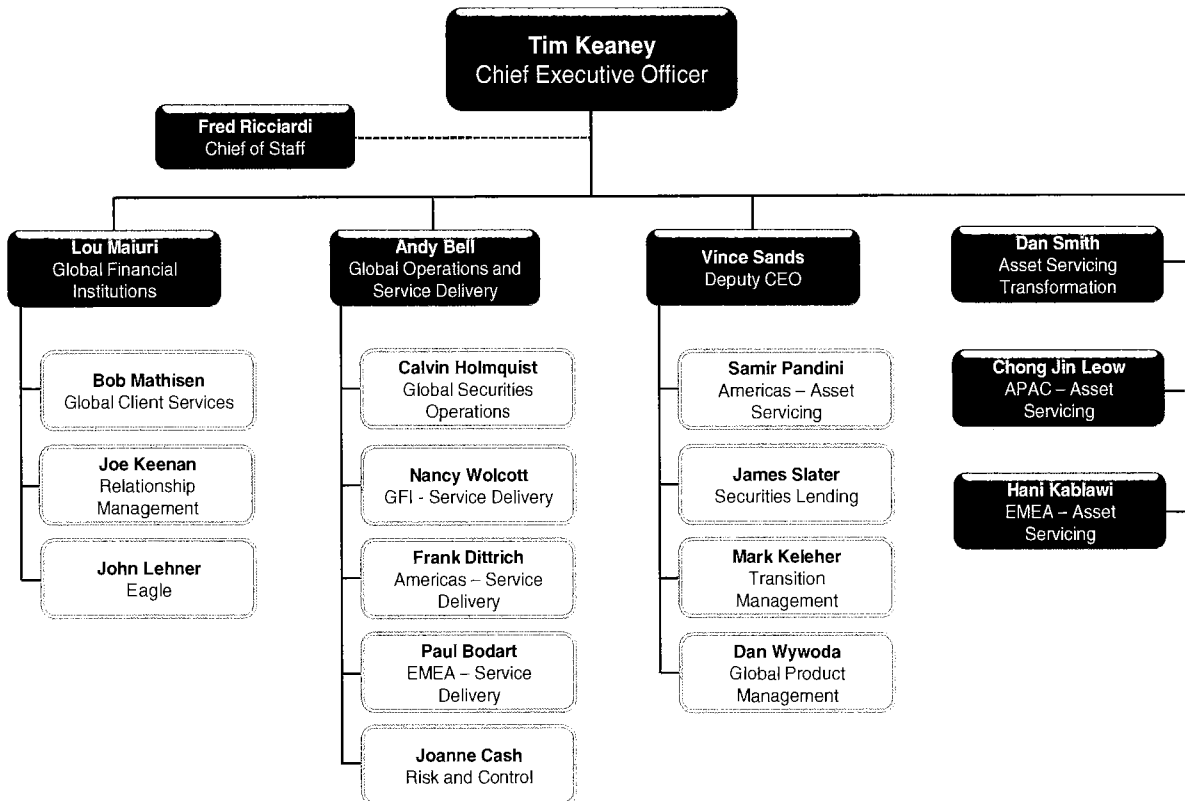 Tim Keaney
Chief Executive Officer
Fred Ricciardi
Chief of Staff
Lou Maiuri
Global Financial
Institutions
Bob Mathisen
Global Client Services
Joe Keenan
Relationship
Management
John Lehner
Eagle
Andy Bell
Global Operations and
Service Delivery
Calvin Holmquist
Global Securities
Operations
Nancy Wolcott
GFI - Service Delivery
Frank Dittrich
Americas – Service
Delivery
Paul Bodart
EMEA – Service
Delivery
Joanne Cash
Risk and Control
Vince Sands
Deputy CEO
Samir Pandini
Americas – Asset
Servicing
James Slater
Securities Lending
Mark Keleher
Transition
Management
Dan Wywoda
Global Product
Management
Dan Smith
Asset Servicing
Transformation
Chong Jin Leow
APAC – Asset
Servicing
Hani Kablawi
EMEA – Asset
Servicing